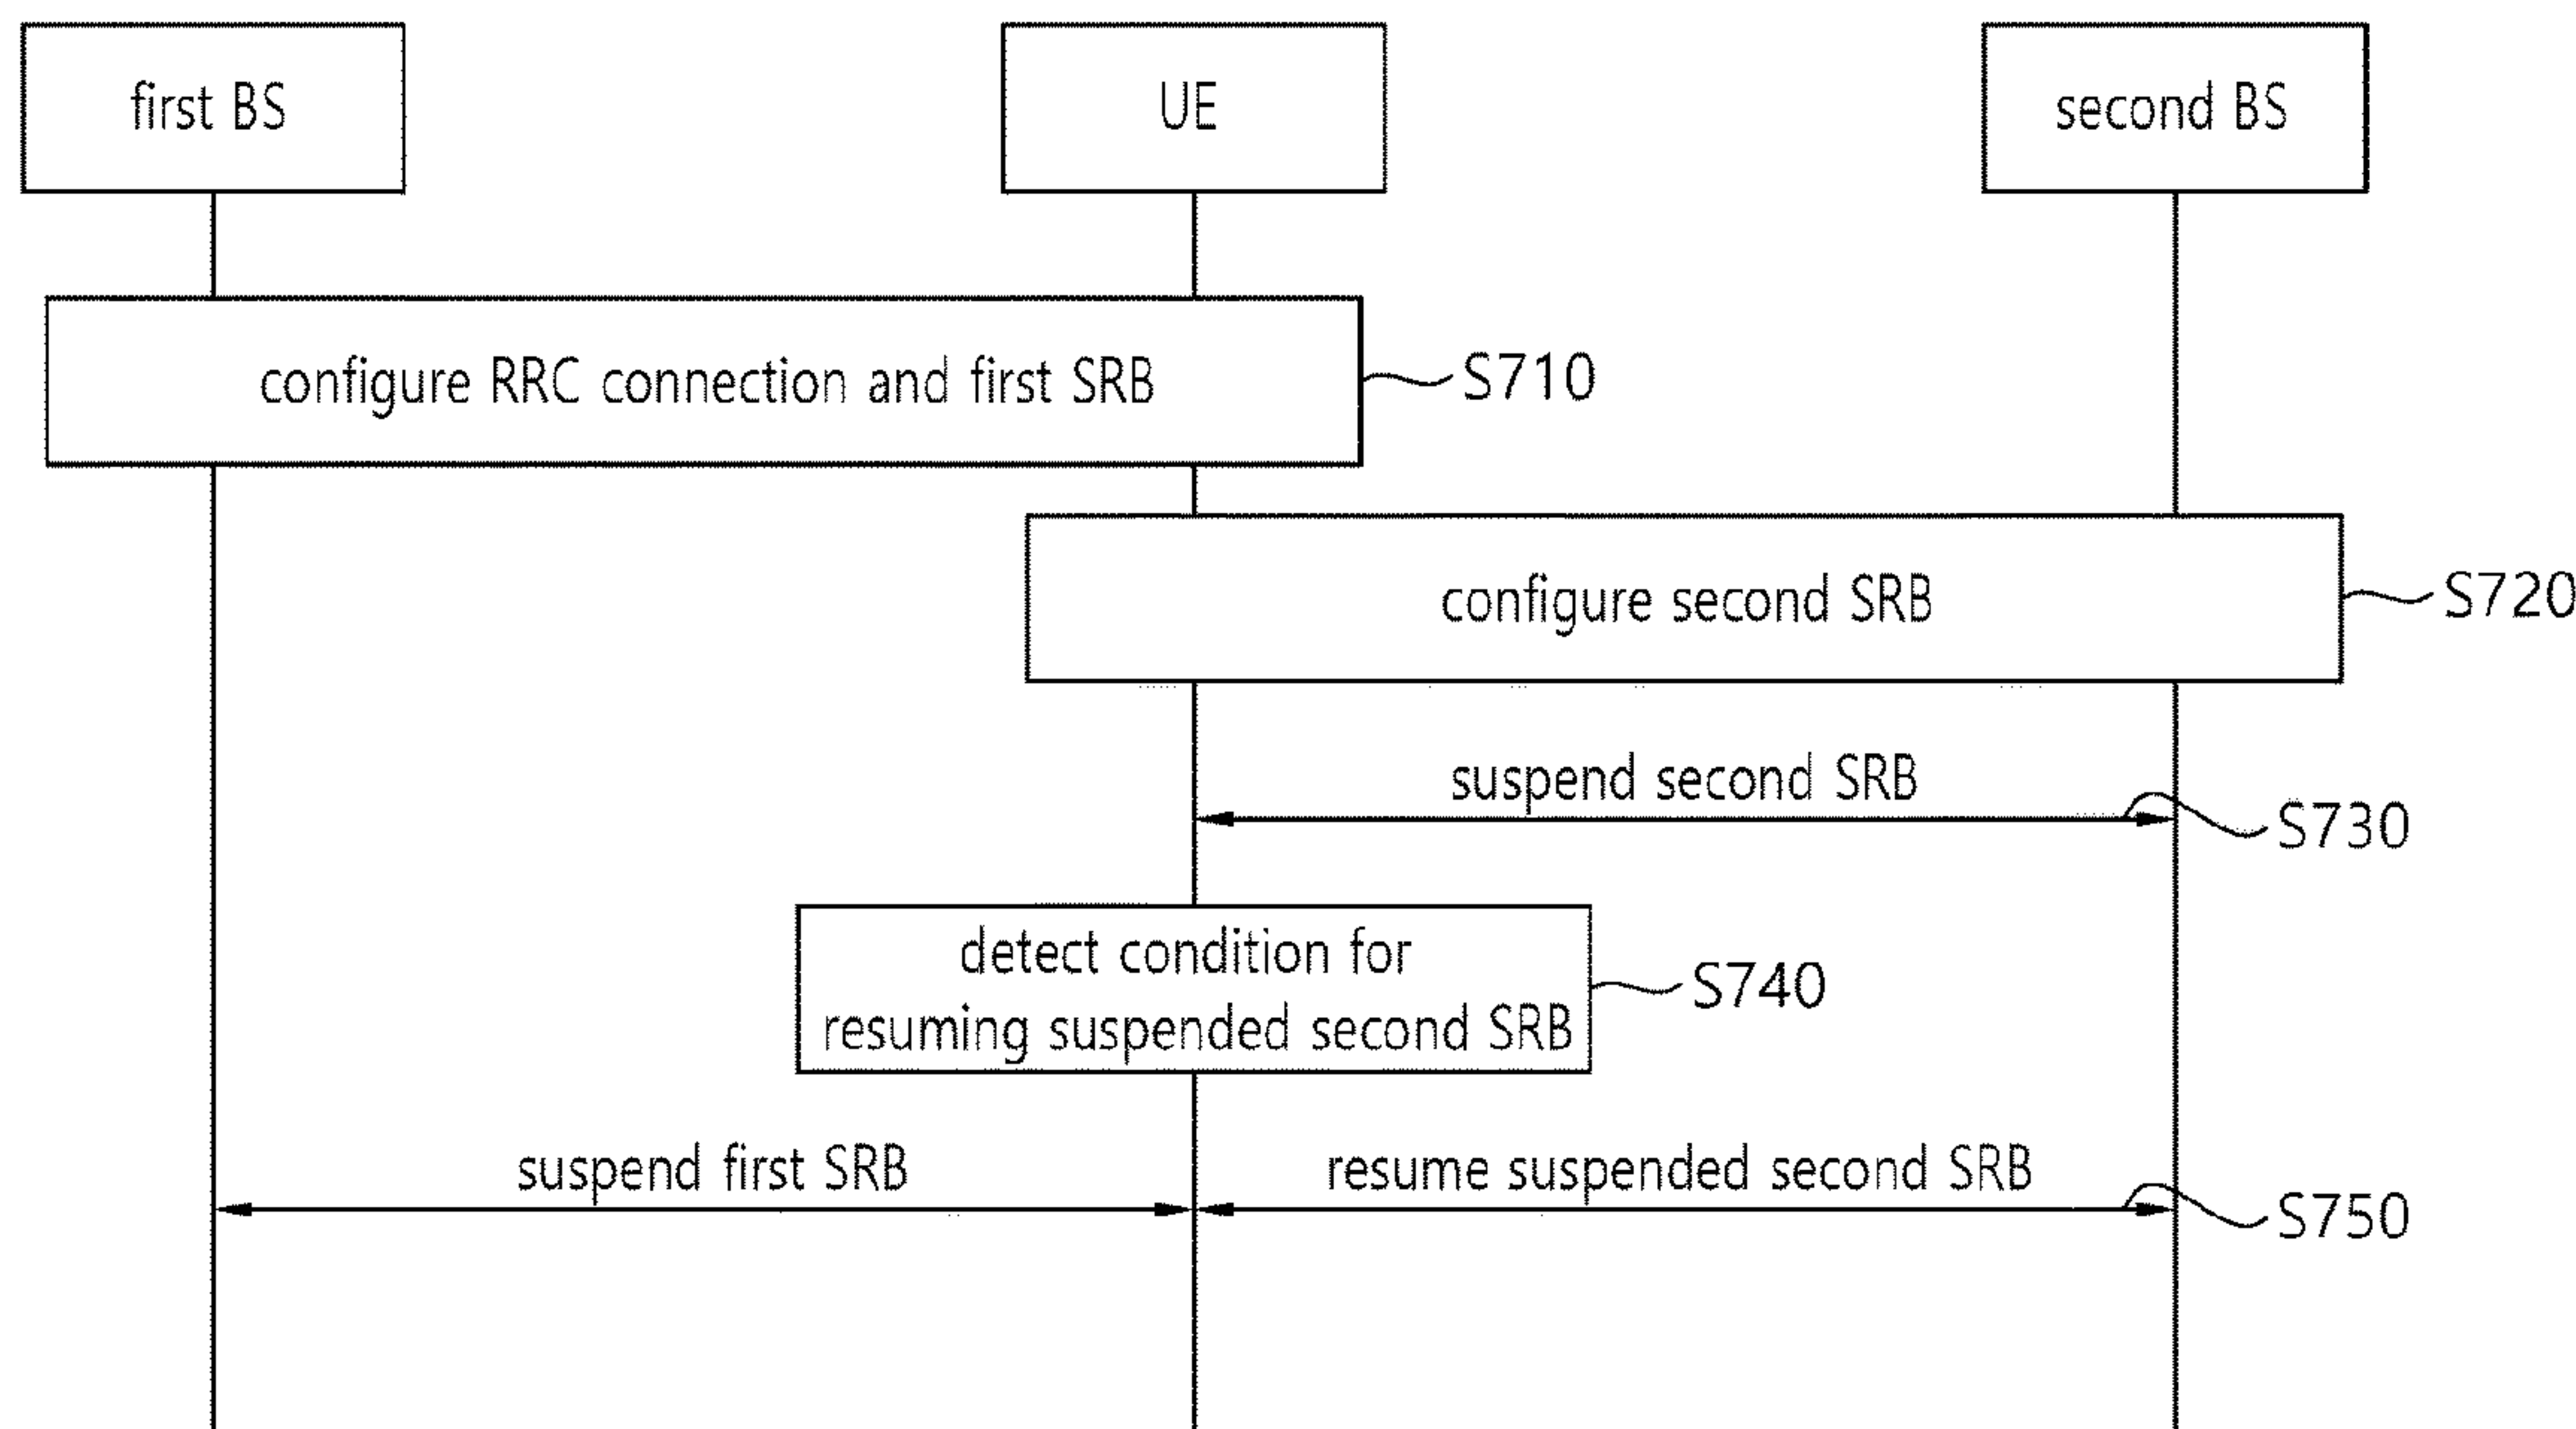 first BS
UE
second BS
configure RRC connection and first SRB
S710
configure second SRB
S720
suspend second SRB
S730
detect condition for
resuming suspended second SRB
S740
suspend first SRB
resume suspended second SRB
S750